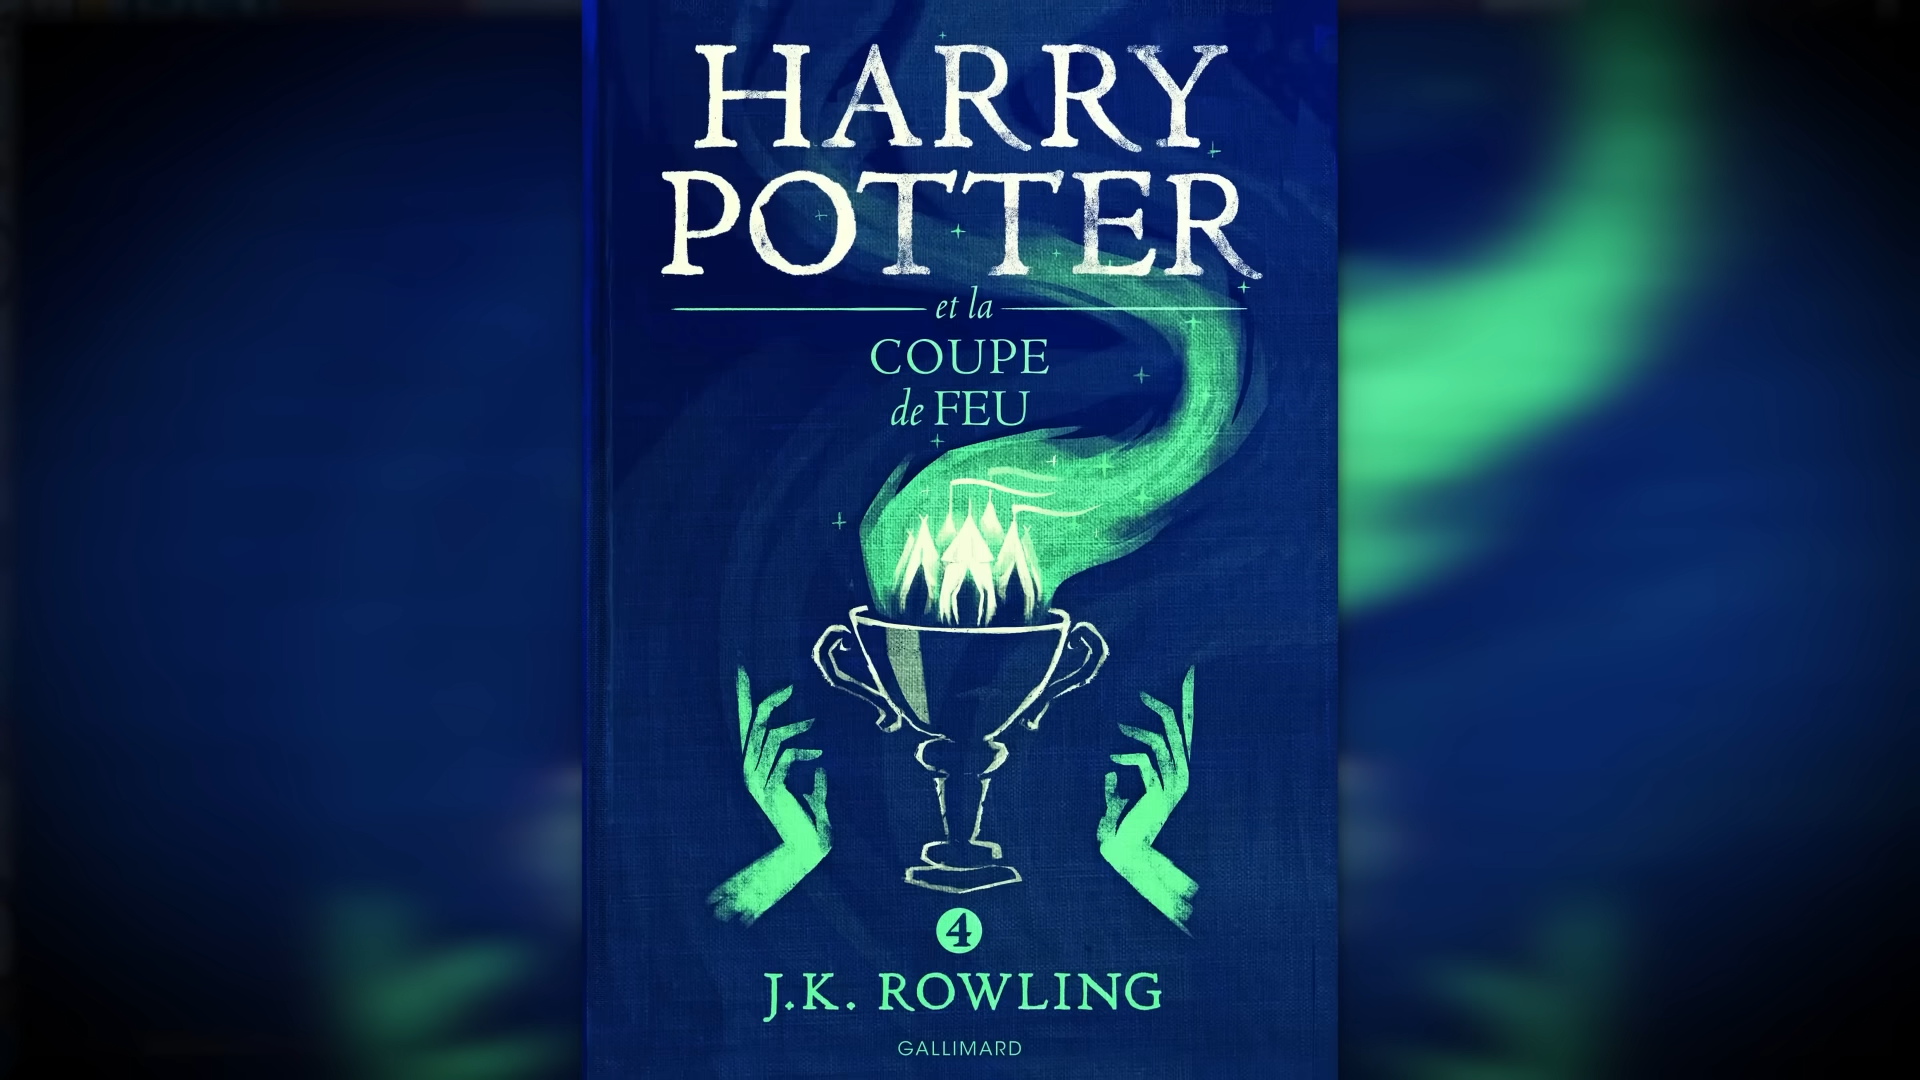 HARRY
POTTER
et la
COUPE
de FEU
4
J.K. ROWLING
GALLIMARD